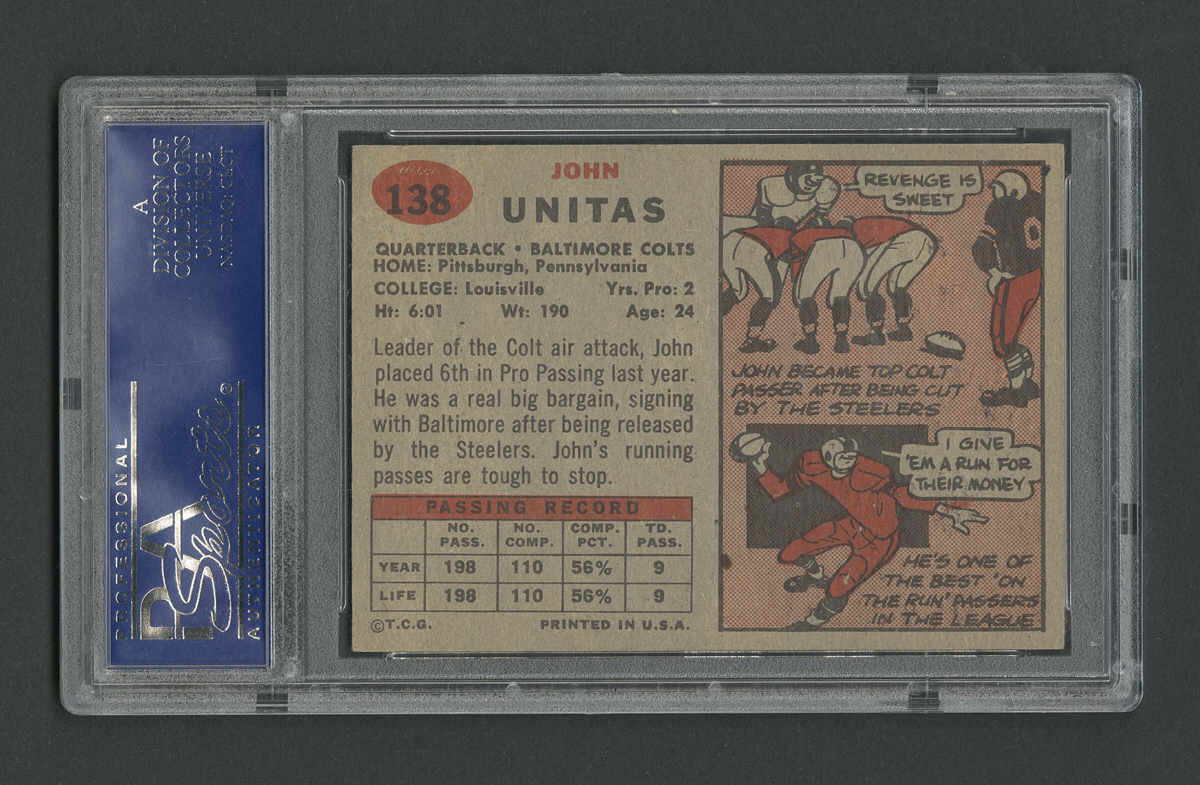 A
DIVISION OF
COLLECTORS
UNIVERSE
NASDAQ: CLCT
PROFESSIONAL
PSA
Sports
®
AUTHENTICATOR
138
JOHN
UNITAS
QUARTERBACK • BALTIMORE COLTS
HOME: Pittsburgh, Pennsylvania
COLLEGE: Louisville Yrs. Pro: 2
Ht: 6:01 Wt: 190 Age: 24
Leader of the Colt air attack, John
placed 6th in Pro Passing last year.
He was a real big bargain, signing
with Baltimore after being released
by the Steelers. John's running
passes are tough to stop.
PASSING RECORD
NO. PASS. NO. COMP. COMP. PCT. TD. PASS.
YEAR 198 110 56% 9
LIFE 198 110 56% 9
©T.C.G. PRINTED IN U.S.A.
REVENGE IS
SWEET
JOHN BECAME TOP COLT
PASSER AFTER BEING CUT
BY THE STEELERS
I GIVE
'EM A RUN FOR
THEIR MONEY
HE'S ONE OF
THE BEST 'ON
THE RUN' PASSERS
IN THE LEAGUE